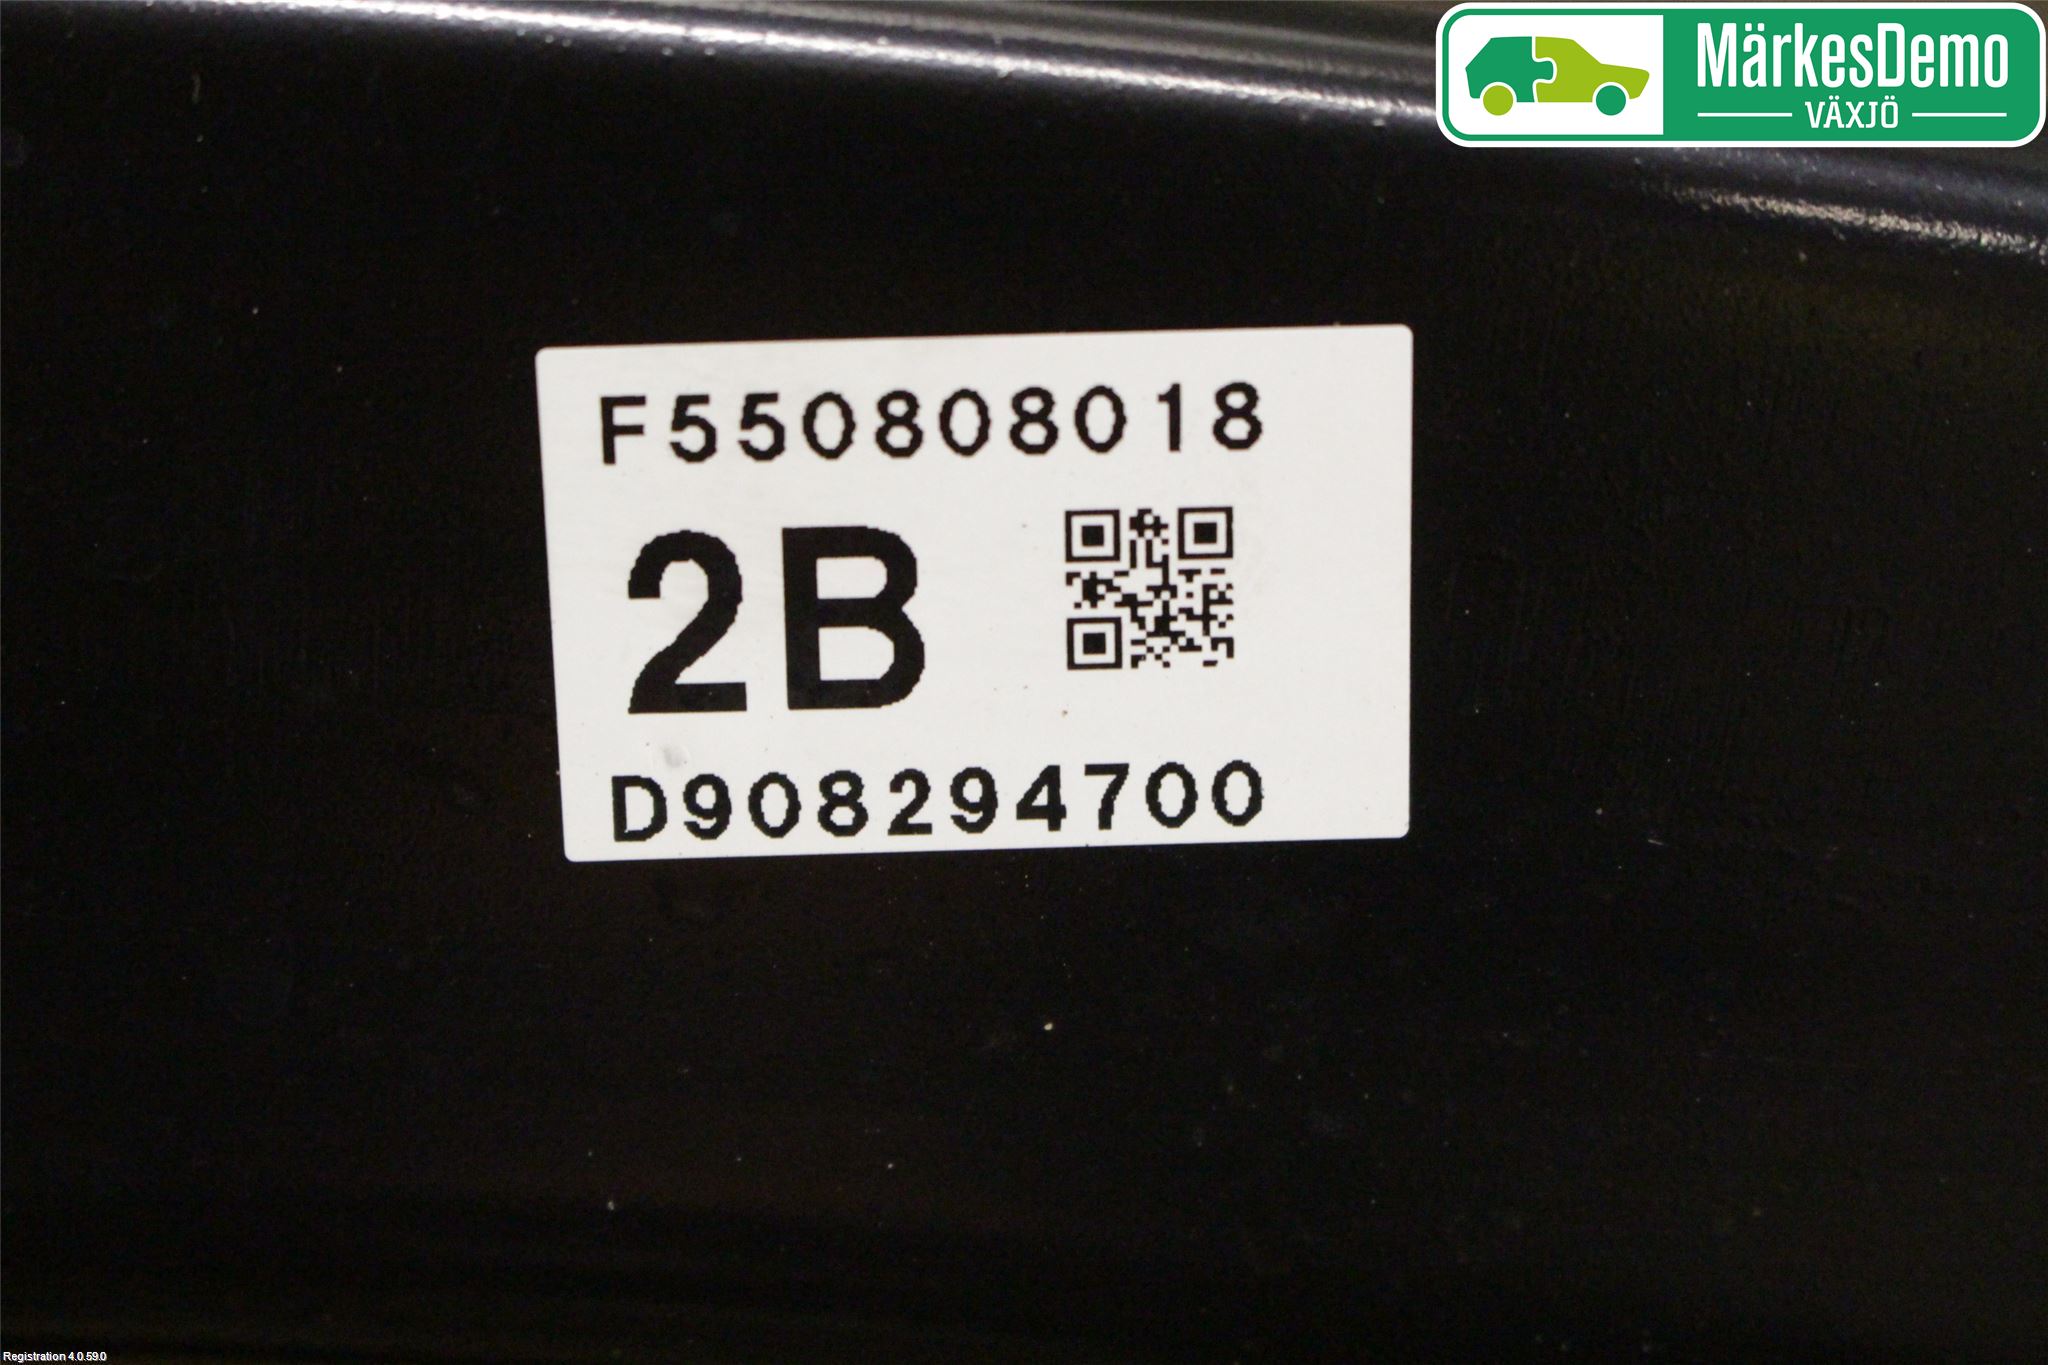 MärkesDemo
VÄXJÖ
F550808018
2B
D908294700
Registration 4.0.59.0